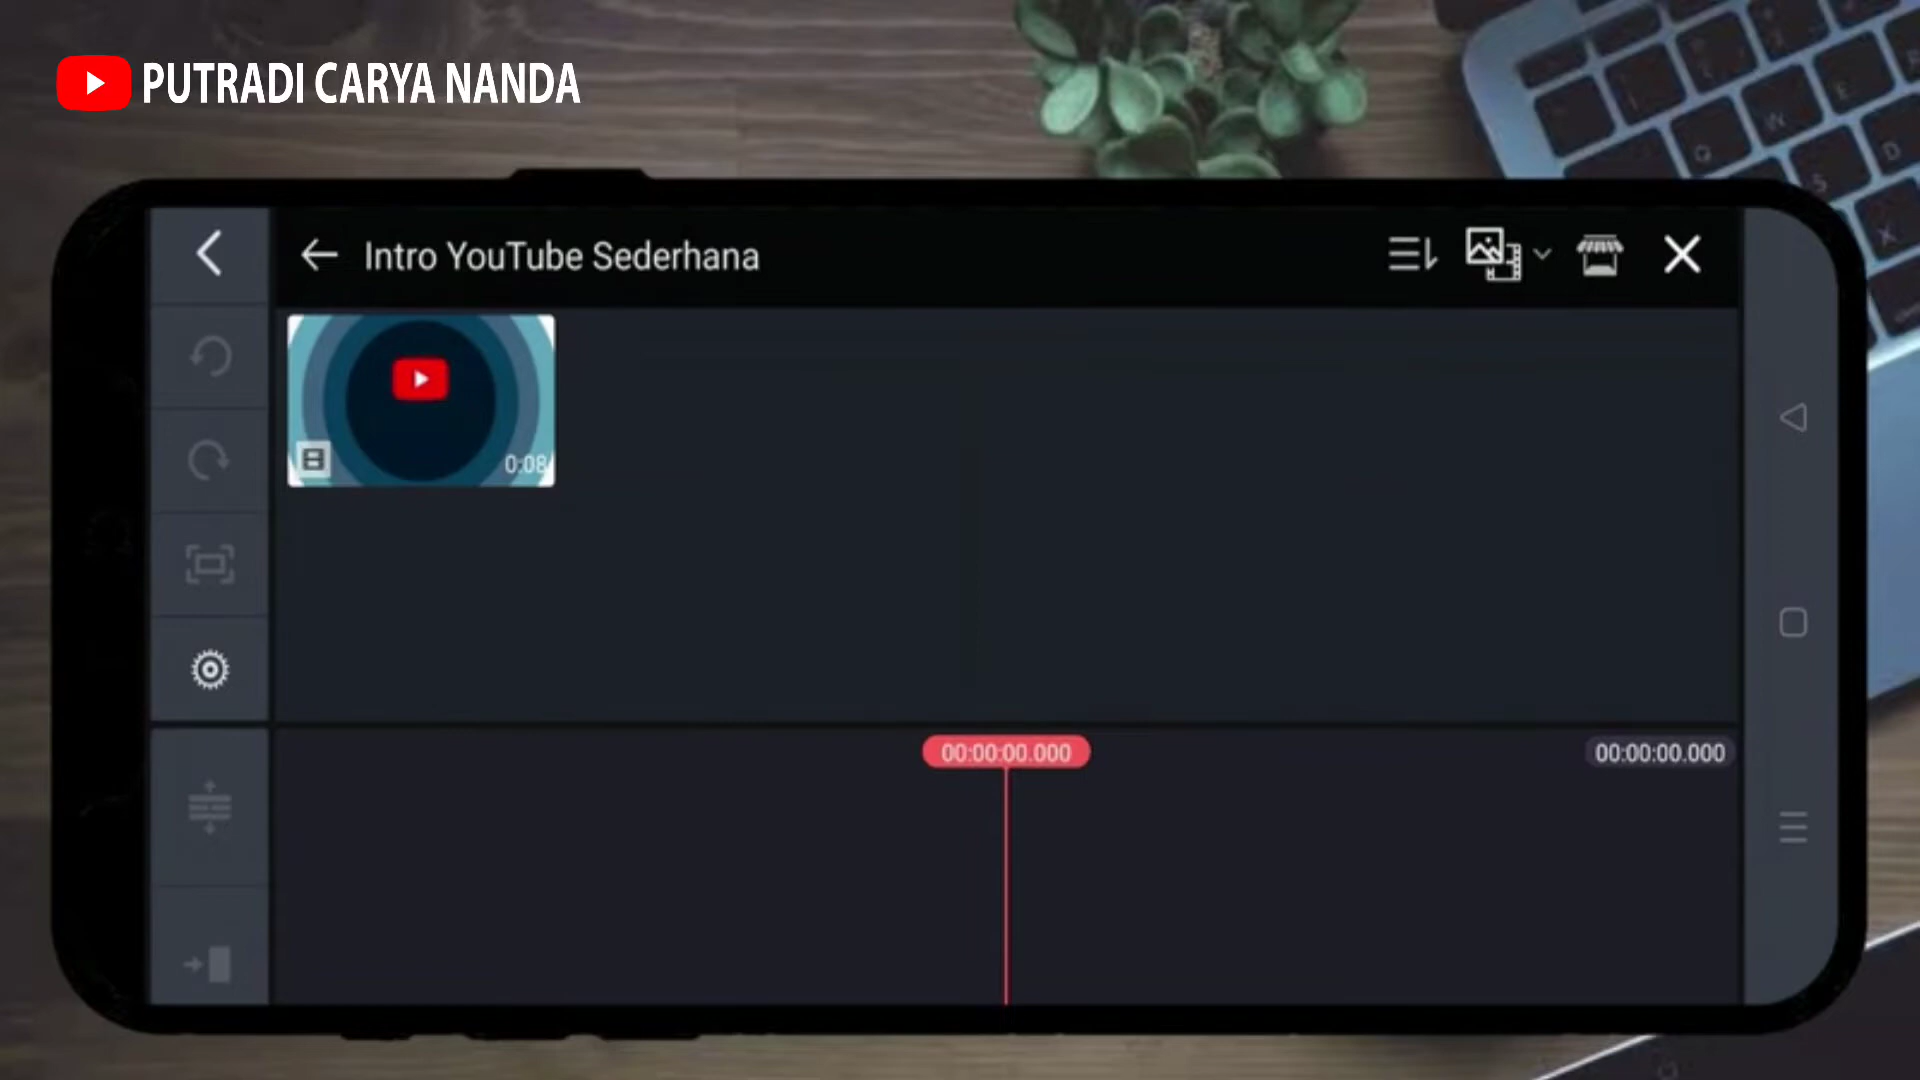 PUTRADI CARYA NANDA
Intro YouTube Sederhana
0:08
00:00:00.000
00:00:00.000